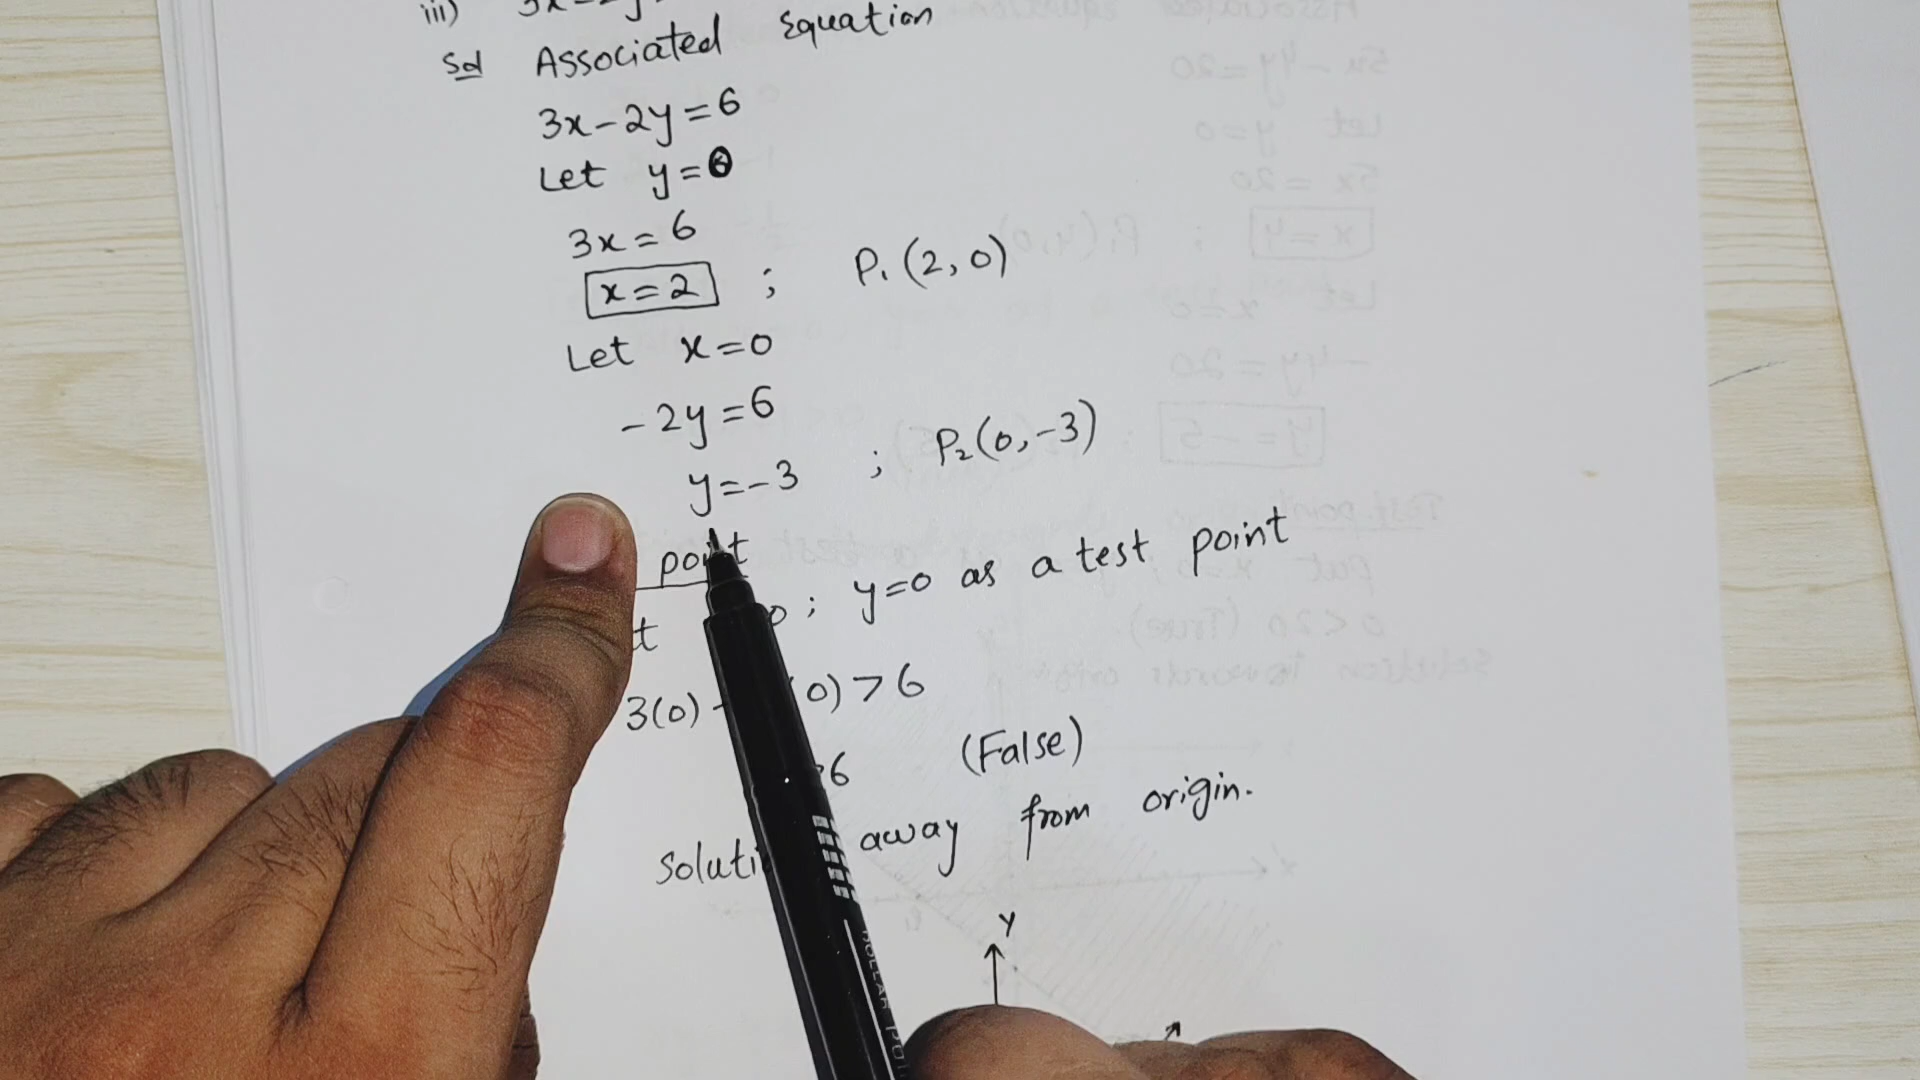 iii)
Sol Associated Equation
3x-2y=6
Let y=0
3x=6
x=2 ; P₁(2,0)
Let x=0
-2y=6
y=-3 ; P₂(0,-3)
point
y=0 as a test point
3(0) - (0)>6
6 (False)
away from origin.
Y